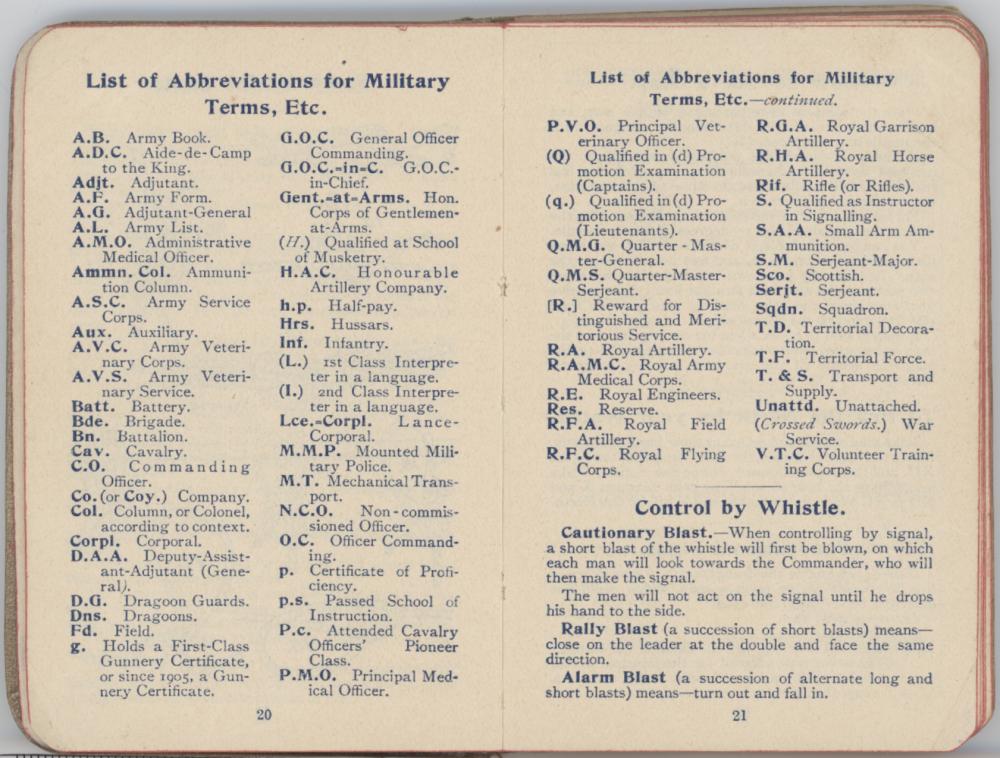 List of Abbreviations for Military
Terms, Etc.
A.B. Army Book.
A.D.C. Aide-de-Camp
to the King.
Adjt. Adjutant.
A.F. Army Form.
A.G. Adjutant-General
A.L. Army List.
A.M.O. Administrative
Medical Officer.
Ammn. Col. Ammuni-
tion Column.
A.S.C. Army Service
Corps.
Aux. Auxiliary.
A.V.C. Army Veteri-
nary Corps.
A.V.S. Army Veteri-
nary Service.
Batt. Battery.
Bde. Brigade.
Bn. Battalion.
Cav. Cavalry.
C.O. Commanding
Officer.
Co. (or Coy.) Company.
Col. Column, or Colonel,
according to context.
Corpl. Corporal.
D.A.A. Deputy-Assist-
ant-Adjutant (Gene-
ral).
D.G. Dragoon Guards.
Dns. Dragoons.
Fd. Field.
g. Holds a First-Class
Gunnery Certificate,
or since 1905, a Gun-
nery Certificate.
G.O.C. General Officer
Commanding.
G.O.C.-in-C. G.O.C.-
in-Chief.
Gent.-at-Arms. Hon.
Corps of Gentlemen-
at-Arms.
(H.) Qualified at School
of Musketry.
H.A.C. Honourable
Artillery Company.
h.p. Half-pay.
Hrs. Hussars.
Inf. Infantry.
(L.) 1st Class Interpre-
ter in a language.
(l.) 2nd Class Interpre-
ter in a language.
Lce.-Corpl. Lance-
Corporal.
M.M.P. Mounted Mili-
tary Police.
M.T. Mechanical Trans-
port.
N.C.O. Non-commis-
sioned Officer.
O.C. Officer Command-
ing.
p. Certificate of Profi-
ciency.
p.s. Passed School of
Instruction.
P.c. Attended Cavalry
Officers' Pioneer
Class.
P.M.O. Principal Med-
ical Officer.
20
List of Abbreviations for Military
Terms, Etc.—continued.
P.V.O. Principal Vet-
erinary Officer.
(Q) Qualified in (d) Pro-
motion Examination
(Captains).
(q.) Qualified in (d) Pro-
motion Examination
(Lieutenants).
Q.M.G. Quarter-Mas-
ter-General.
Q.M.S. Quarter-Master-
Serjeant.
[R.] Reward for Dis-
tinguished and Meri-
torious Service.
R.A. Royal Artillery.
R.A.M.C. Royal Army
Medical Corps.
R.E. Royal Engineers.
Res. Reserve.
R.F.A. Royal Field
Artillery.
R.F.C. Royal Flying
Corps.
R.G.A. Royal Garrison
Artillery.
R.H.A. Royal Horse
Artillery.
Rif. Rifle (or Rifles).
S. Qualified as Instructor
in Signalling.
S.A.A. Small Arm Am-
munition.
S.M. Serjeant-Major.
Sco. Scottish.
Serjt. Serjeant.
Sqdn. Squadron.
T.D. Territorial Decora-
tion.
T.F. Territorial Force.
T. & S. Transport and
Supply.
Unattd. Unattached.
(Crossed Swords.) War
Service.
V.T.C. Volunteer Train-
ing Corps.
Control by Whistle.
Cautionary Blast.—When controlling by signal,
a short blast of the whistle will first be blown, on which
each man will look towards the Commander, who will
then make the signal.
The men will not act on the signal until he drops
his hand to the side.
Rally Blast (a succession of short blasts) means—
close on the leader at the double and face the same
direction.
Alarm Blast (a succession of alternate long and
short blasts) means—turn out and fall in.
21